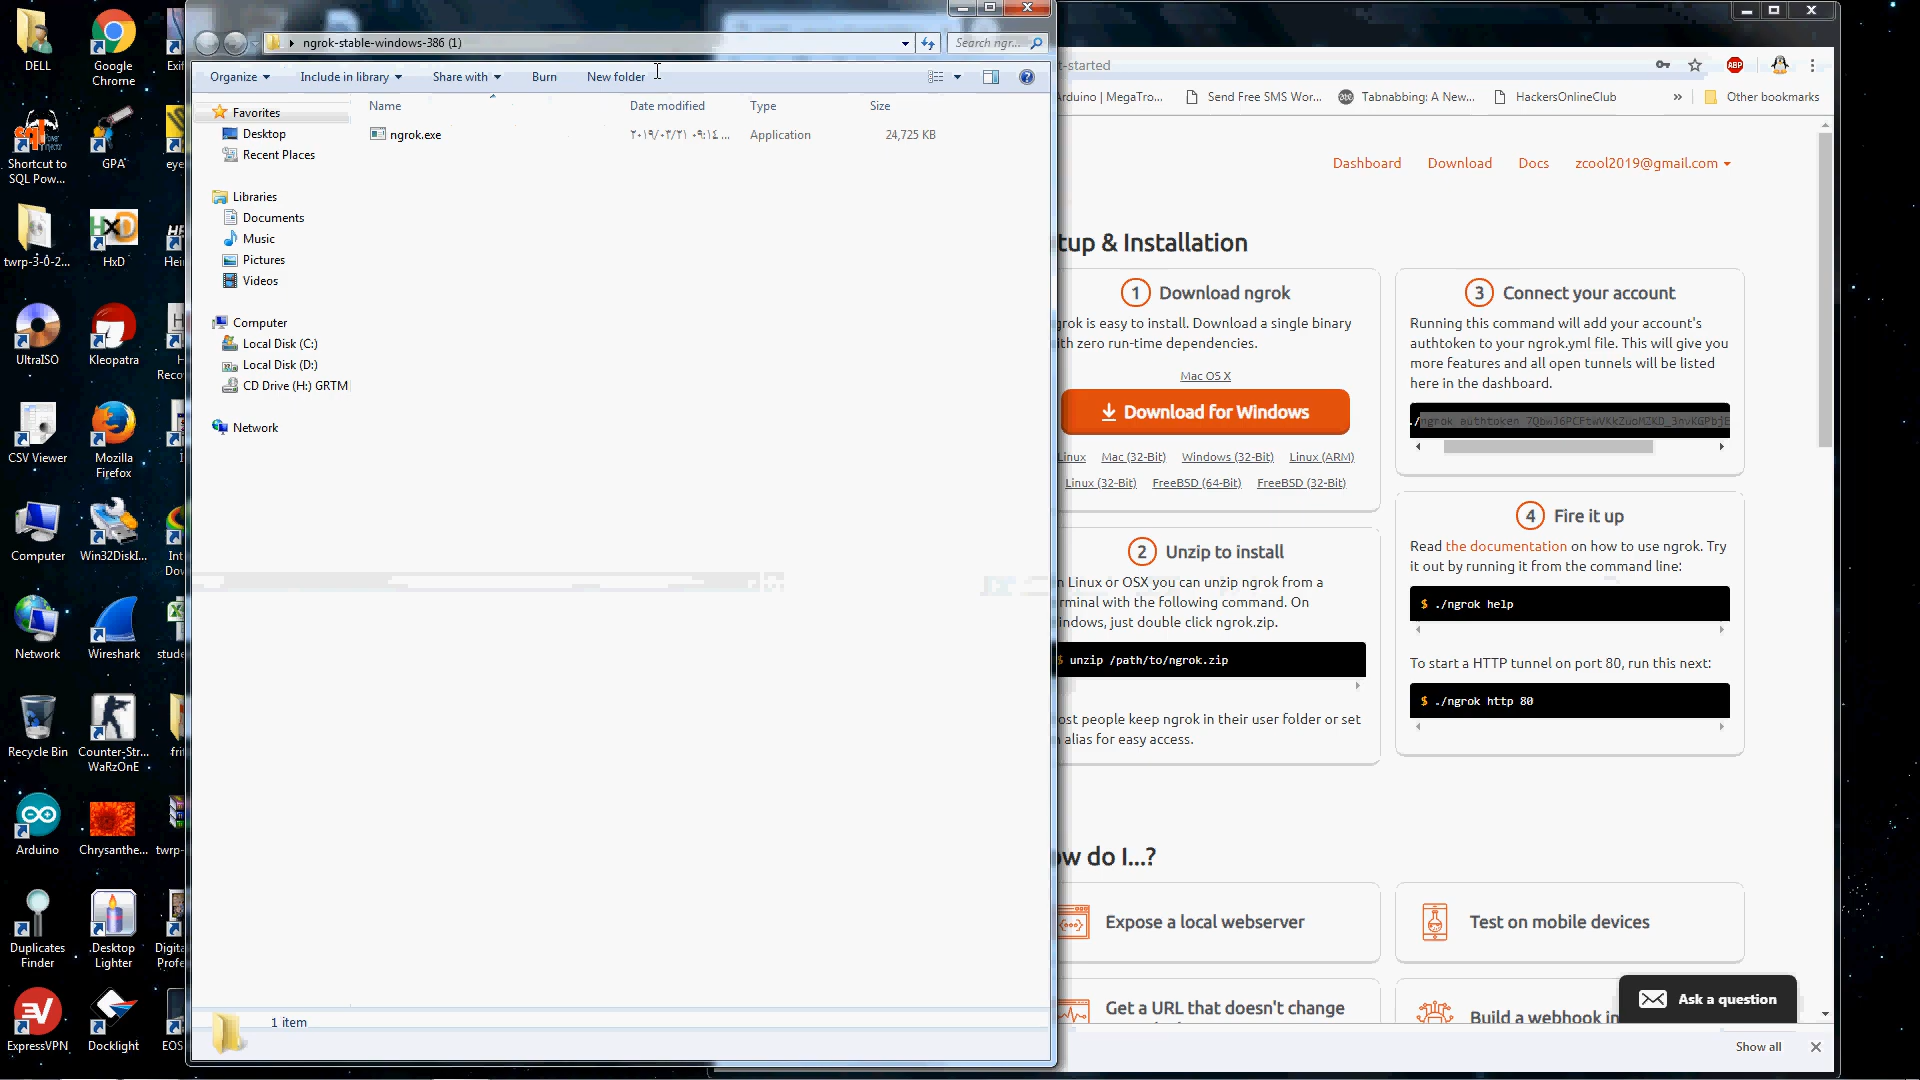 DELL
Google
Chrome
Shortcut to
SQL Pow...
GPA
twrp-3-0-2...
HxD
UltraISO
Kleopatra
CSV Viewer
Mozilla
Firefox
Computer
Win32DiskI...
Network
Wireshark
Recycle Bin
Counter-Str...
WaRzOnE
Arduino
Chrysanthe...
twrp-
Duplicates
Finder
Desktop
Lighter
ExpressVPN
Docklight
EOS
ngrok-stable-windows-386 (1)
Search ngr...
Organize
Include in library
Share with
Burn
New folder
Name
Date modified
Type
Size
ngrok.exe
Application
24,725 KB
Favorites
Desktop
Recent Places
Libraries
Documents
Music
Pictures
Videos
Computer
Local Disk (C:)
Local Disk (D:)
CD Drive (H:) GRTM
Network
1 item
t-started
ABP
Arduino | MegaTro...
Send Free SMS Wor...
Tabnabbing: A New...
HackersOnlineClub
»
Other bookmarks
Dashboard
Download
Docs
zcool2019@gmail.com
tup & Installation
1 Download ngrok
grok is easy to install. Download a single binary
th zero run-time dependencies.
Mac OS X
Download for Windows
Linux
Mac (32-Bit)
Windows (32-Bit)
Linux (ARM)
Linux (32-Bit)
FreeBSD (64-Bit)
FreeBSD (32-Bit)
2 Unzip to install
n Linux or OSX you can unzip ngrok from a
rminal with the following command. On
indows, just double click ngrok.zip.
$ unzip /path/to/ngrok.zip
ost people keep ngrok in their user folder or set
alias for easy access.
3 Connect your account
Running this command will add your account's
authtoken to your ngrok.yml file. This will give you
more features and all open tunnels will be listed
here in the dashboard.
./ngrok authtoken
4 Fire it up
Read the documentation on how to use ngrok. Try
it out by running it from the command line:
$ ./ngrok help
To start a HTTP tunnel on port 80, run this next:
$ ./ngrok http 80
ow do I...?
Expose a local webserver
Test on mobile devices
Get a URL that doesn't change
Build a webhook in
Ask a question
Show all